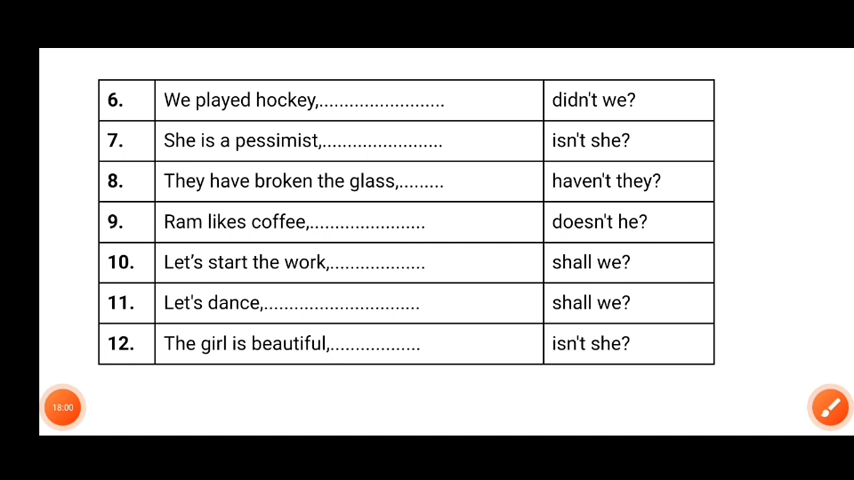 6. We played hockey,......................... didn't we?
7. She is a pessimist,........................ isn't she?
8. They have broken the glass,......... haven't they?
9. Ram likes coffee,....................... doesn't he?
10. Let’s start the work,................... shall we?
11. Let's dance,............................... shall we?
12. The girl is beautiful,.................. isn't she?
18:00